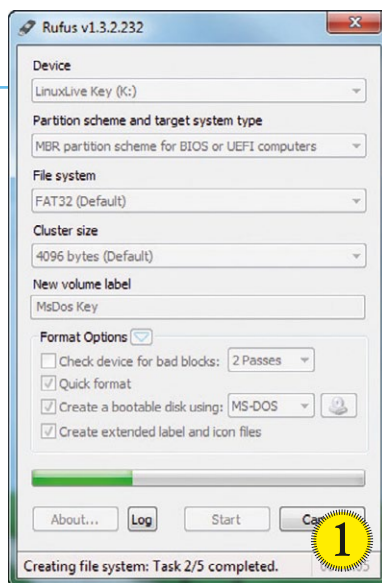 Rufus v1.3.2.232
Device
LinuxLive Key (K:)
Partition scheme and target system type
MBR partition scheme for BIOS or UEFI computers
File system
FAT32 (Default)
Cluster size
4096 bytes (Default)
New volume label
MsDos Key
Format Options
Check device for bad blocks: 2 Passes
Quick format
Create a bootable disk using: MS-DOS
Create extended label and icon files
About... Log Start
1
Creating file system: Task 2/5 completed.